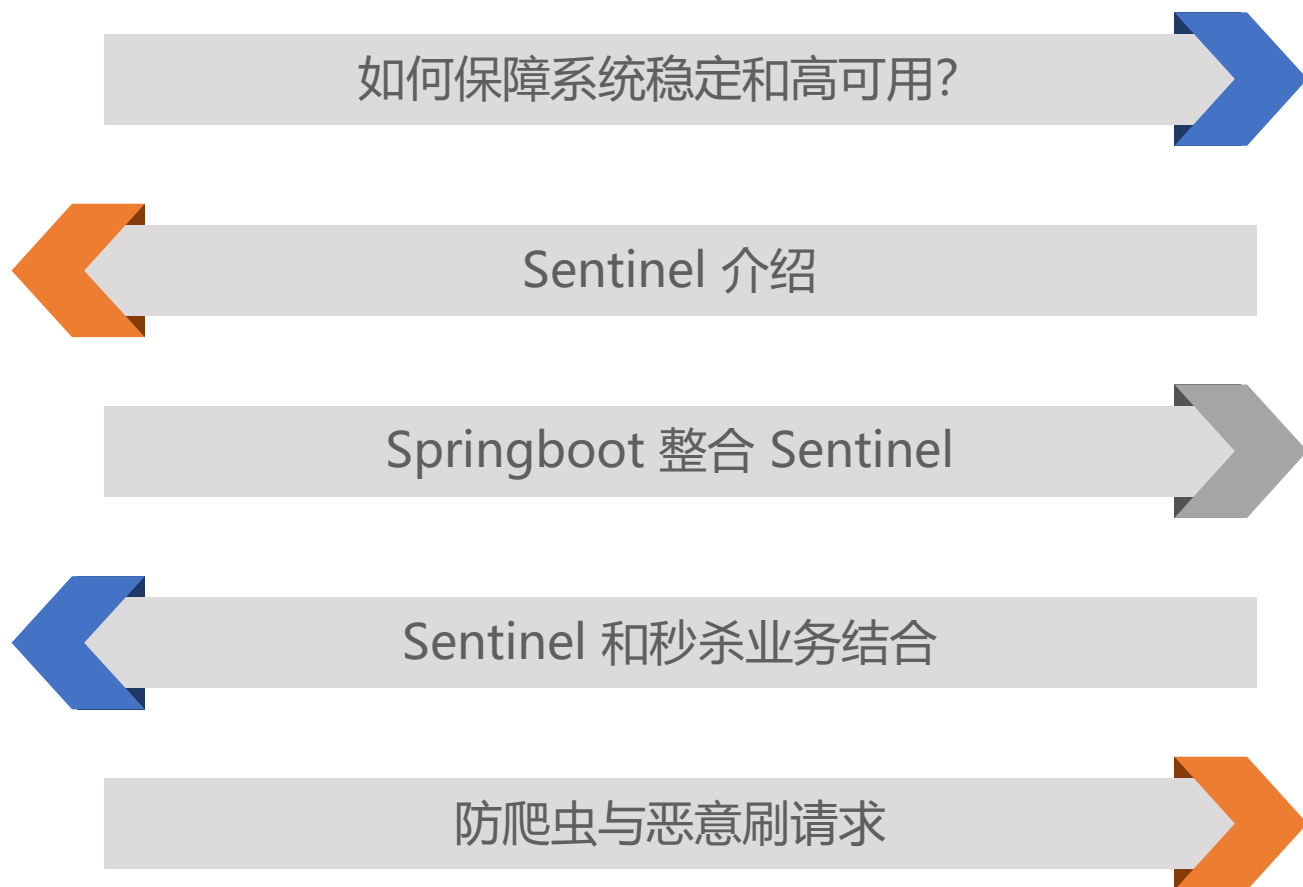 如何保障系统稳定和高可用？
Sentinel 介绍
Springboot 整合 Sentinel
Sentinel 和秒杀业务结合
防爬虫与恶意刷请求